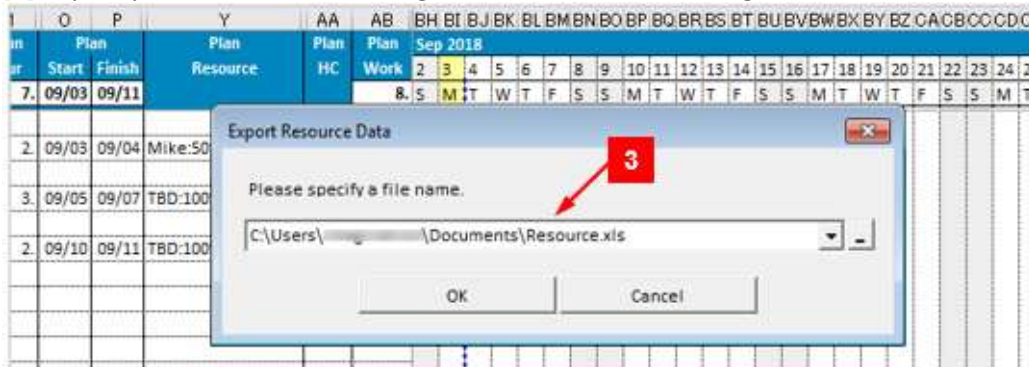 O P Y AA AB BH BI BJ BK BL BM BN BO BP BQ BR BS BT BU BV BW BX BY BZ CA CB CC CD
Plan Plan Plan Plan Sep 2018
Start Finish Resource HC Work 2 3 4 5 6 7 8 9 10 11 12 13 14 15 16 17 18 19 20 21 22 23 24
7. 09/03 09/11 8. S M T W T F S S M T W T F S S M T W T F S S M T
Export Resource Data
2. 09/03 09/04 Mike:50
3
Please specify a file name.
3. 09/05 09/07 TBD:100
C:\Users\ \Documents\Resource.xls
2. 09/10 09/11 TBD:100
OK Cancel